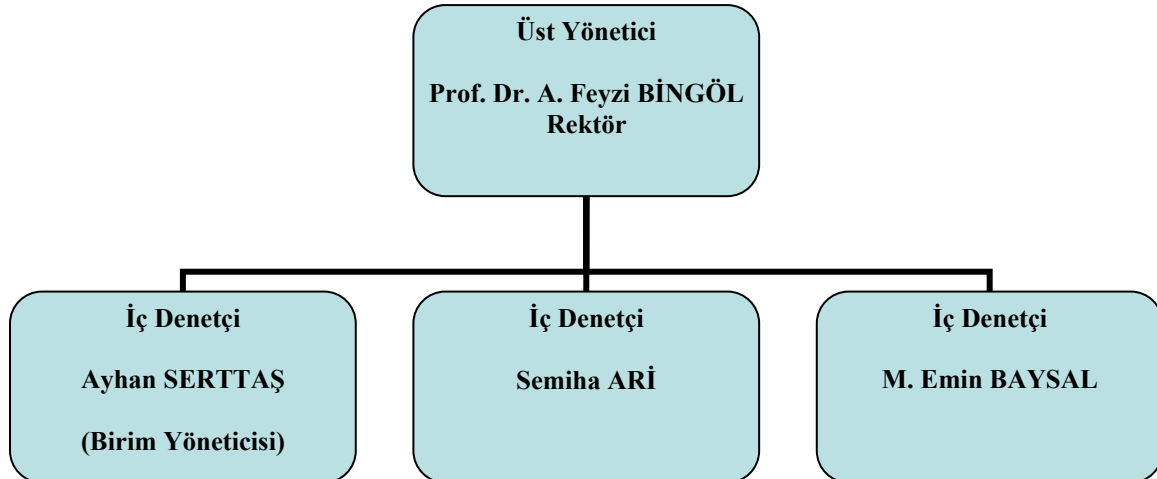 Üst Yönetici
Prof. Dr. A. Feyzi BİNGÖL
Rektör
İç Denetçi
Ayhan SERTTAŞ
(Birim Yöneticisi)
İç Denetçi
Semiha ARİ
İç Denetçi
M. Emin BAYSAL